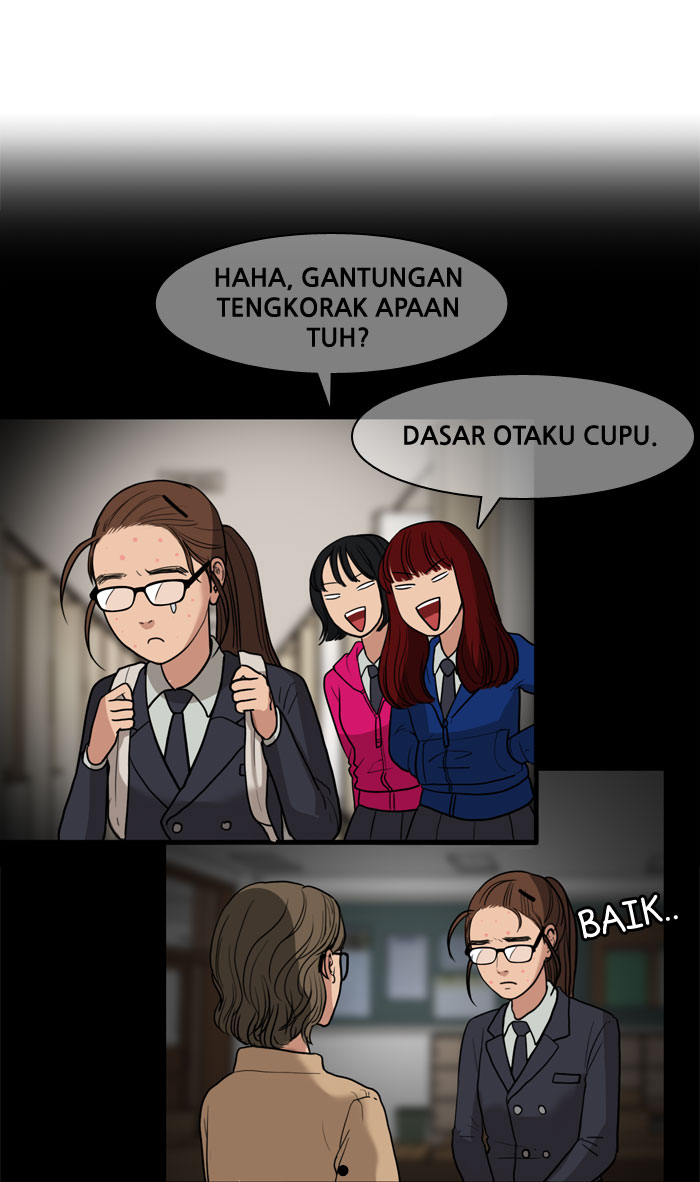 HAHA, GANTUNGAN
TENGKORAK APAAN
TUH?
DASAR OTAKU CUPU.
BAIK..